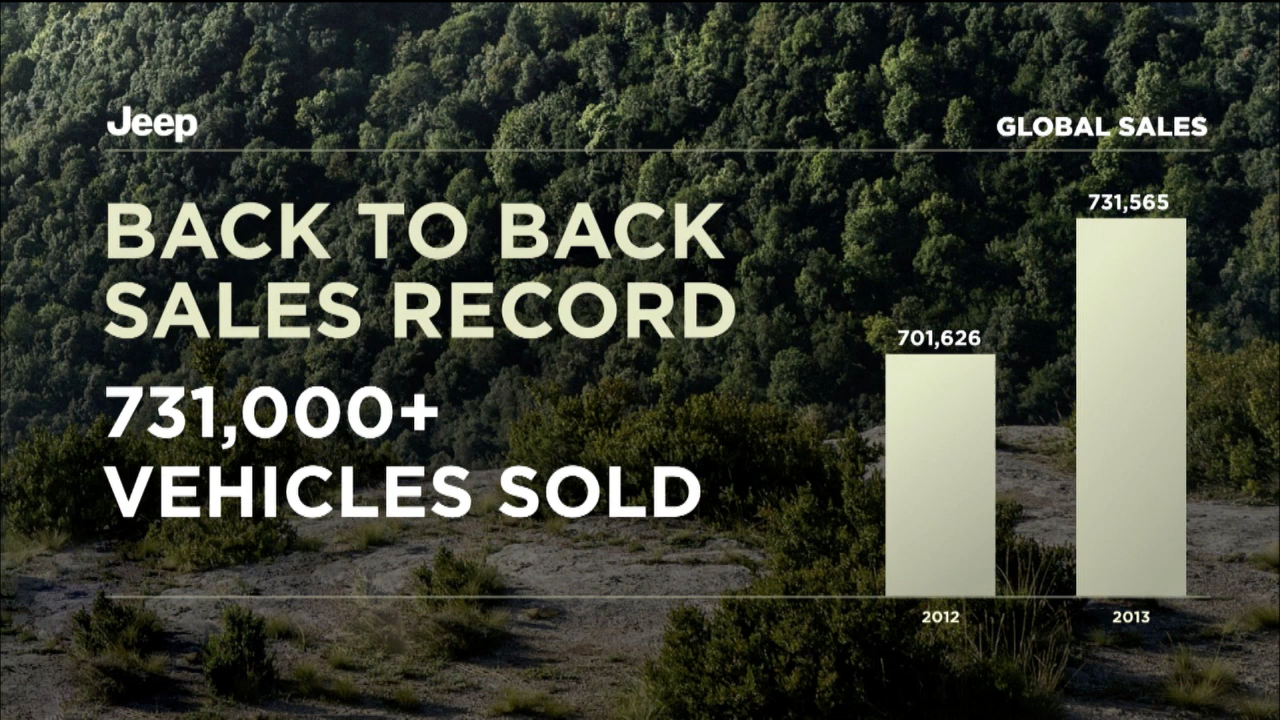 Jeep
GLOBAL SALES
BACK TO BACK
SALES RECORD
731,000+
VEHICLES SOLD
701,626
731,565
2012
2013